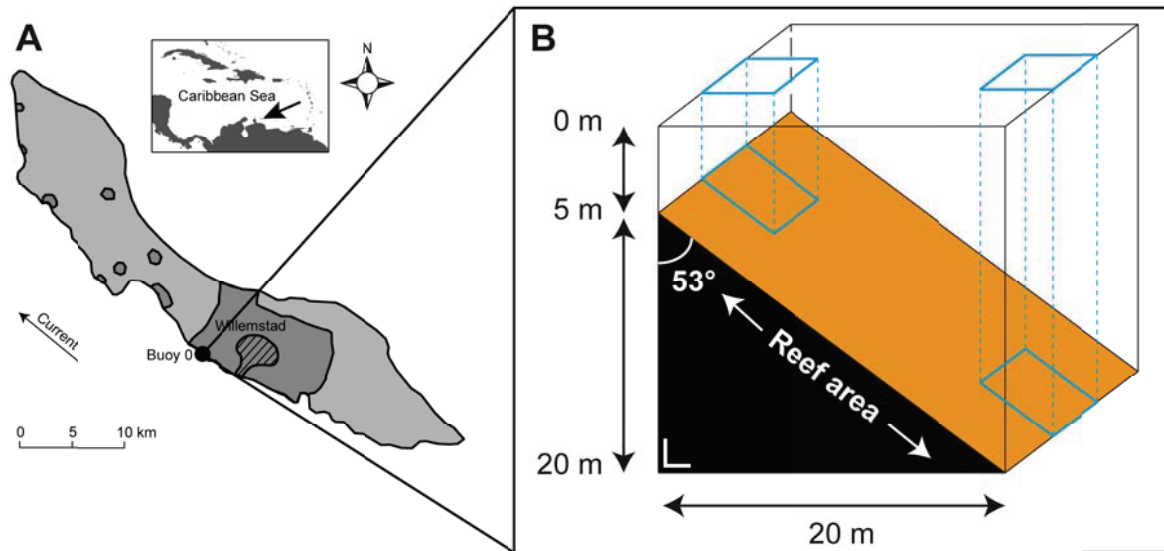 A
Caribbean Sea
N
Current
Willemstad
Buoy 0
0 5 10 km
B
0 m
5 m
53°
Reef area
20 m
20 m